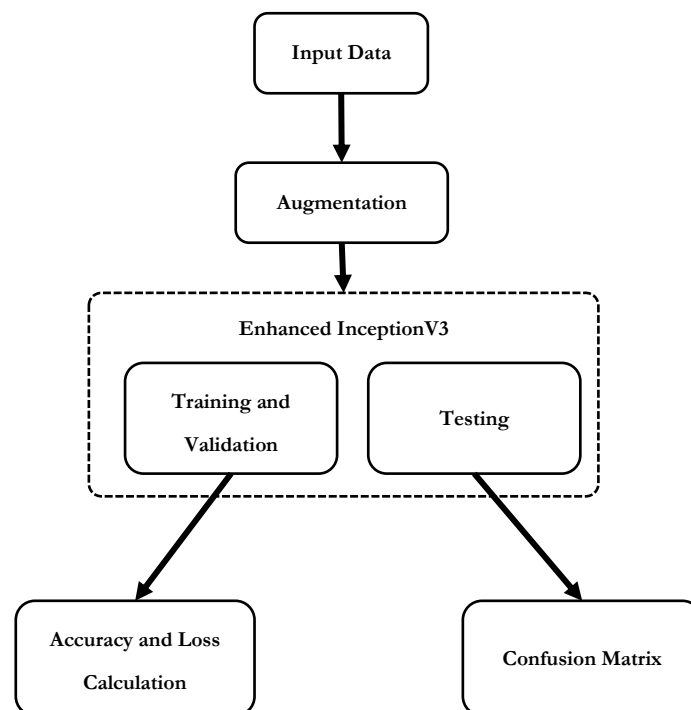 Input Data
Augmentation
Enhanced InceptionV3
Training and
Validation
Testing
Accuracy and Loss
Calculation
Confusion Matrix